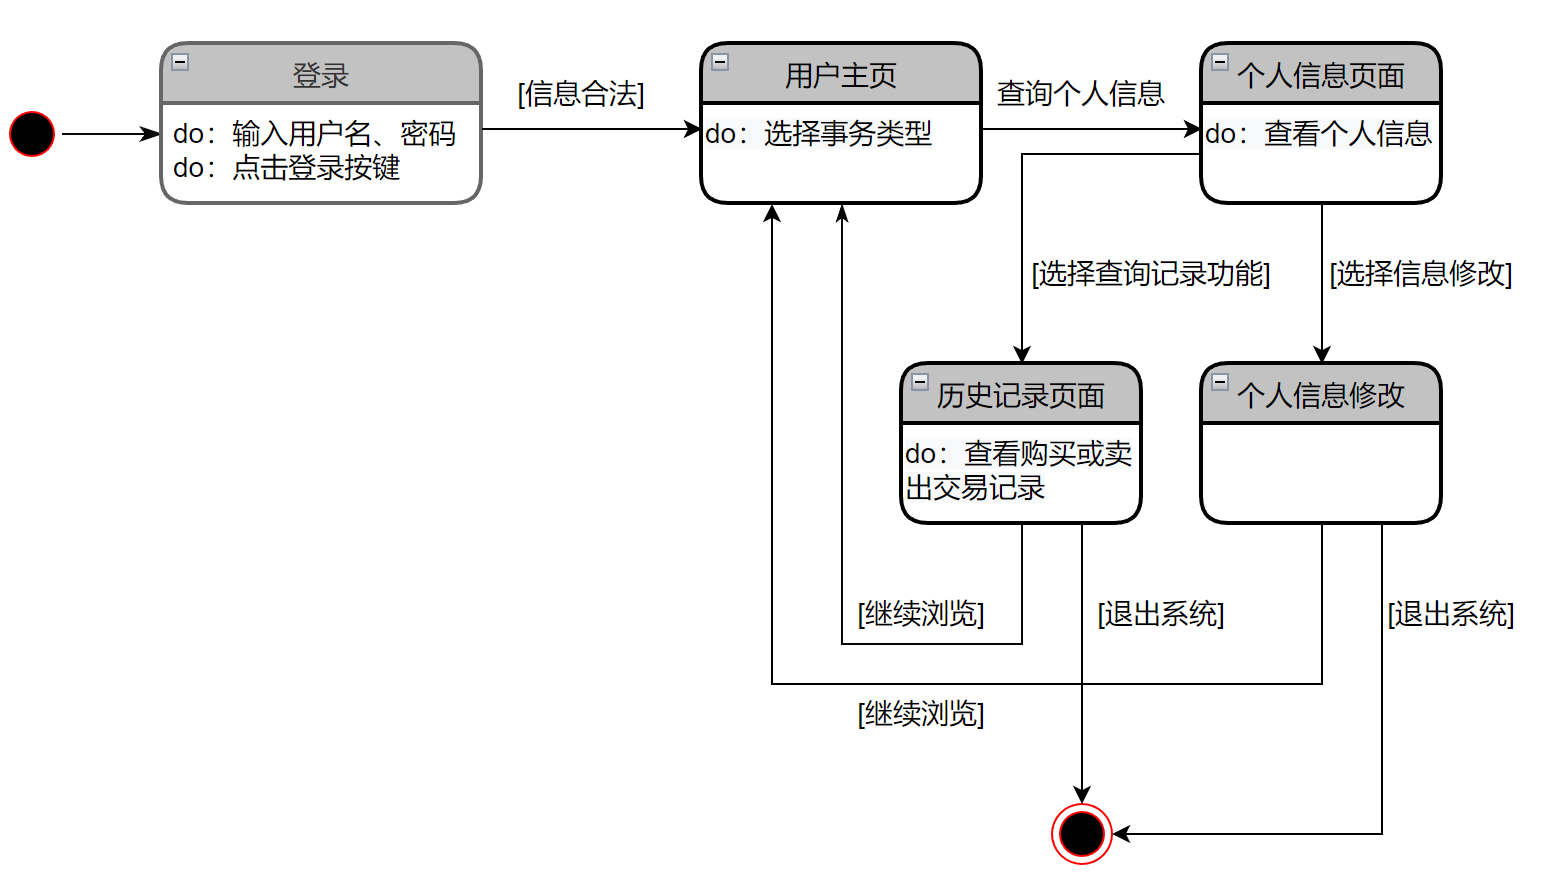 登录
do：输入用户名、密码
do：点击登录按键
[信息合法]
用户主页
do：选择事务类型
查询个人信息
个人信息页面
do：查看个人信息
[选择查询记录功能]
[选择信息修改]
历史记录页面
do：查看购买或卖
出交易记录
个人信息修改
[继续浏览]
[退出系统]
[退出系统]
[继续浏览]